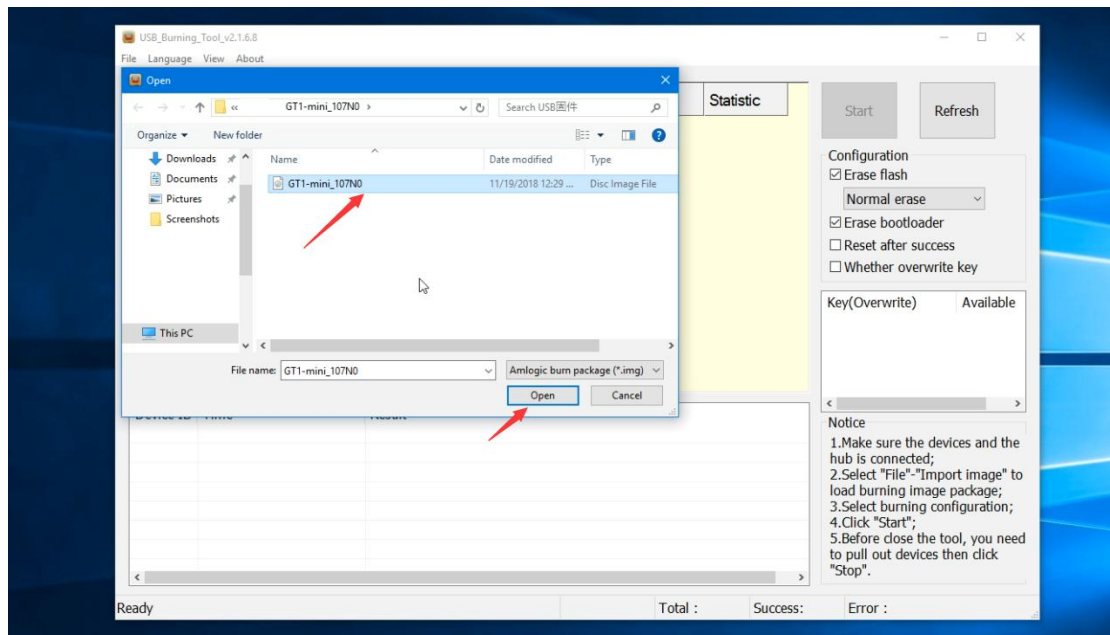 USB_Burning_Tool_v2.1.6.8
File Language View About
Open
« GT1-mini_107N0 >
Search USB固件
Organize
New folder
Downloads
Documents
Pictures
Screenshots
This PC
Name
Date modified
Type
GT1-mini_107N0
11/19/2018 12:29 ...
Disc Image File
File name:
GT1-mini_107N0
Amlogic burn package (*.img)
Open
Cancel
Statistic
Start
Refresh
Configuration
Erase flash
Normal erase
Erase bootloader
Reset after success
Whether overwrite key
Key(Overwrite) Available
Notice
1.Make sure the devices and the
hub is connected;
2.Select "File"-"Import image" to
load burning image package;
3.Select burning configuration;
4.Click "Start";
5.Before close the tool, you need
to pull out devices then click
"Stop".
Ready
Total :
Success:
Error :